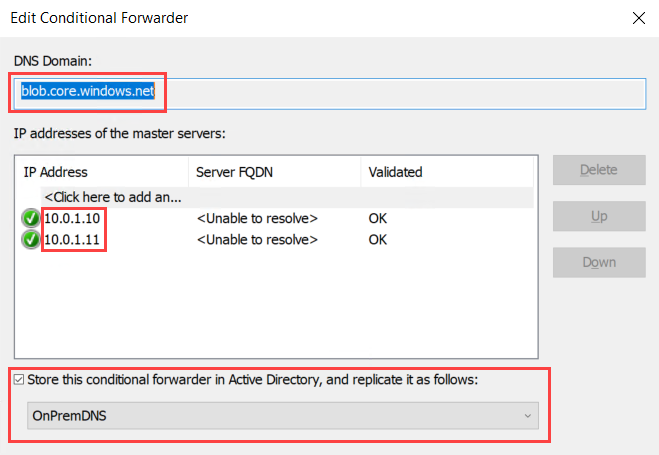 Edit Conditional Forwarder
DNS Domain:
blob.core.windows.net
IP addresses of the master servers:
IP Address Server FQDN Validated
<Click here to add an...
10.0.1.10 <Unable to resolve> OK
10.0.1.11 <Unable to resolve> OK
Delete
Up
Down
Store this conditional forwarder in Active Directory, and replicate it as follows:
OnPremDNS